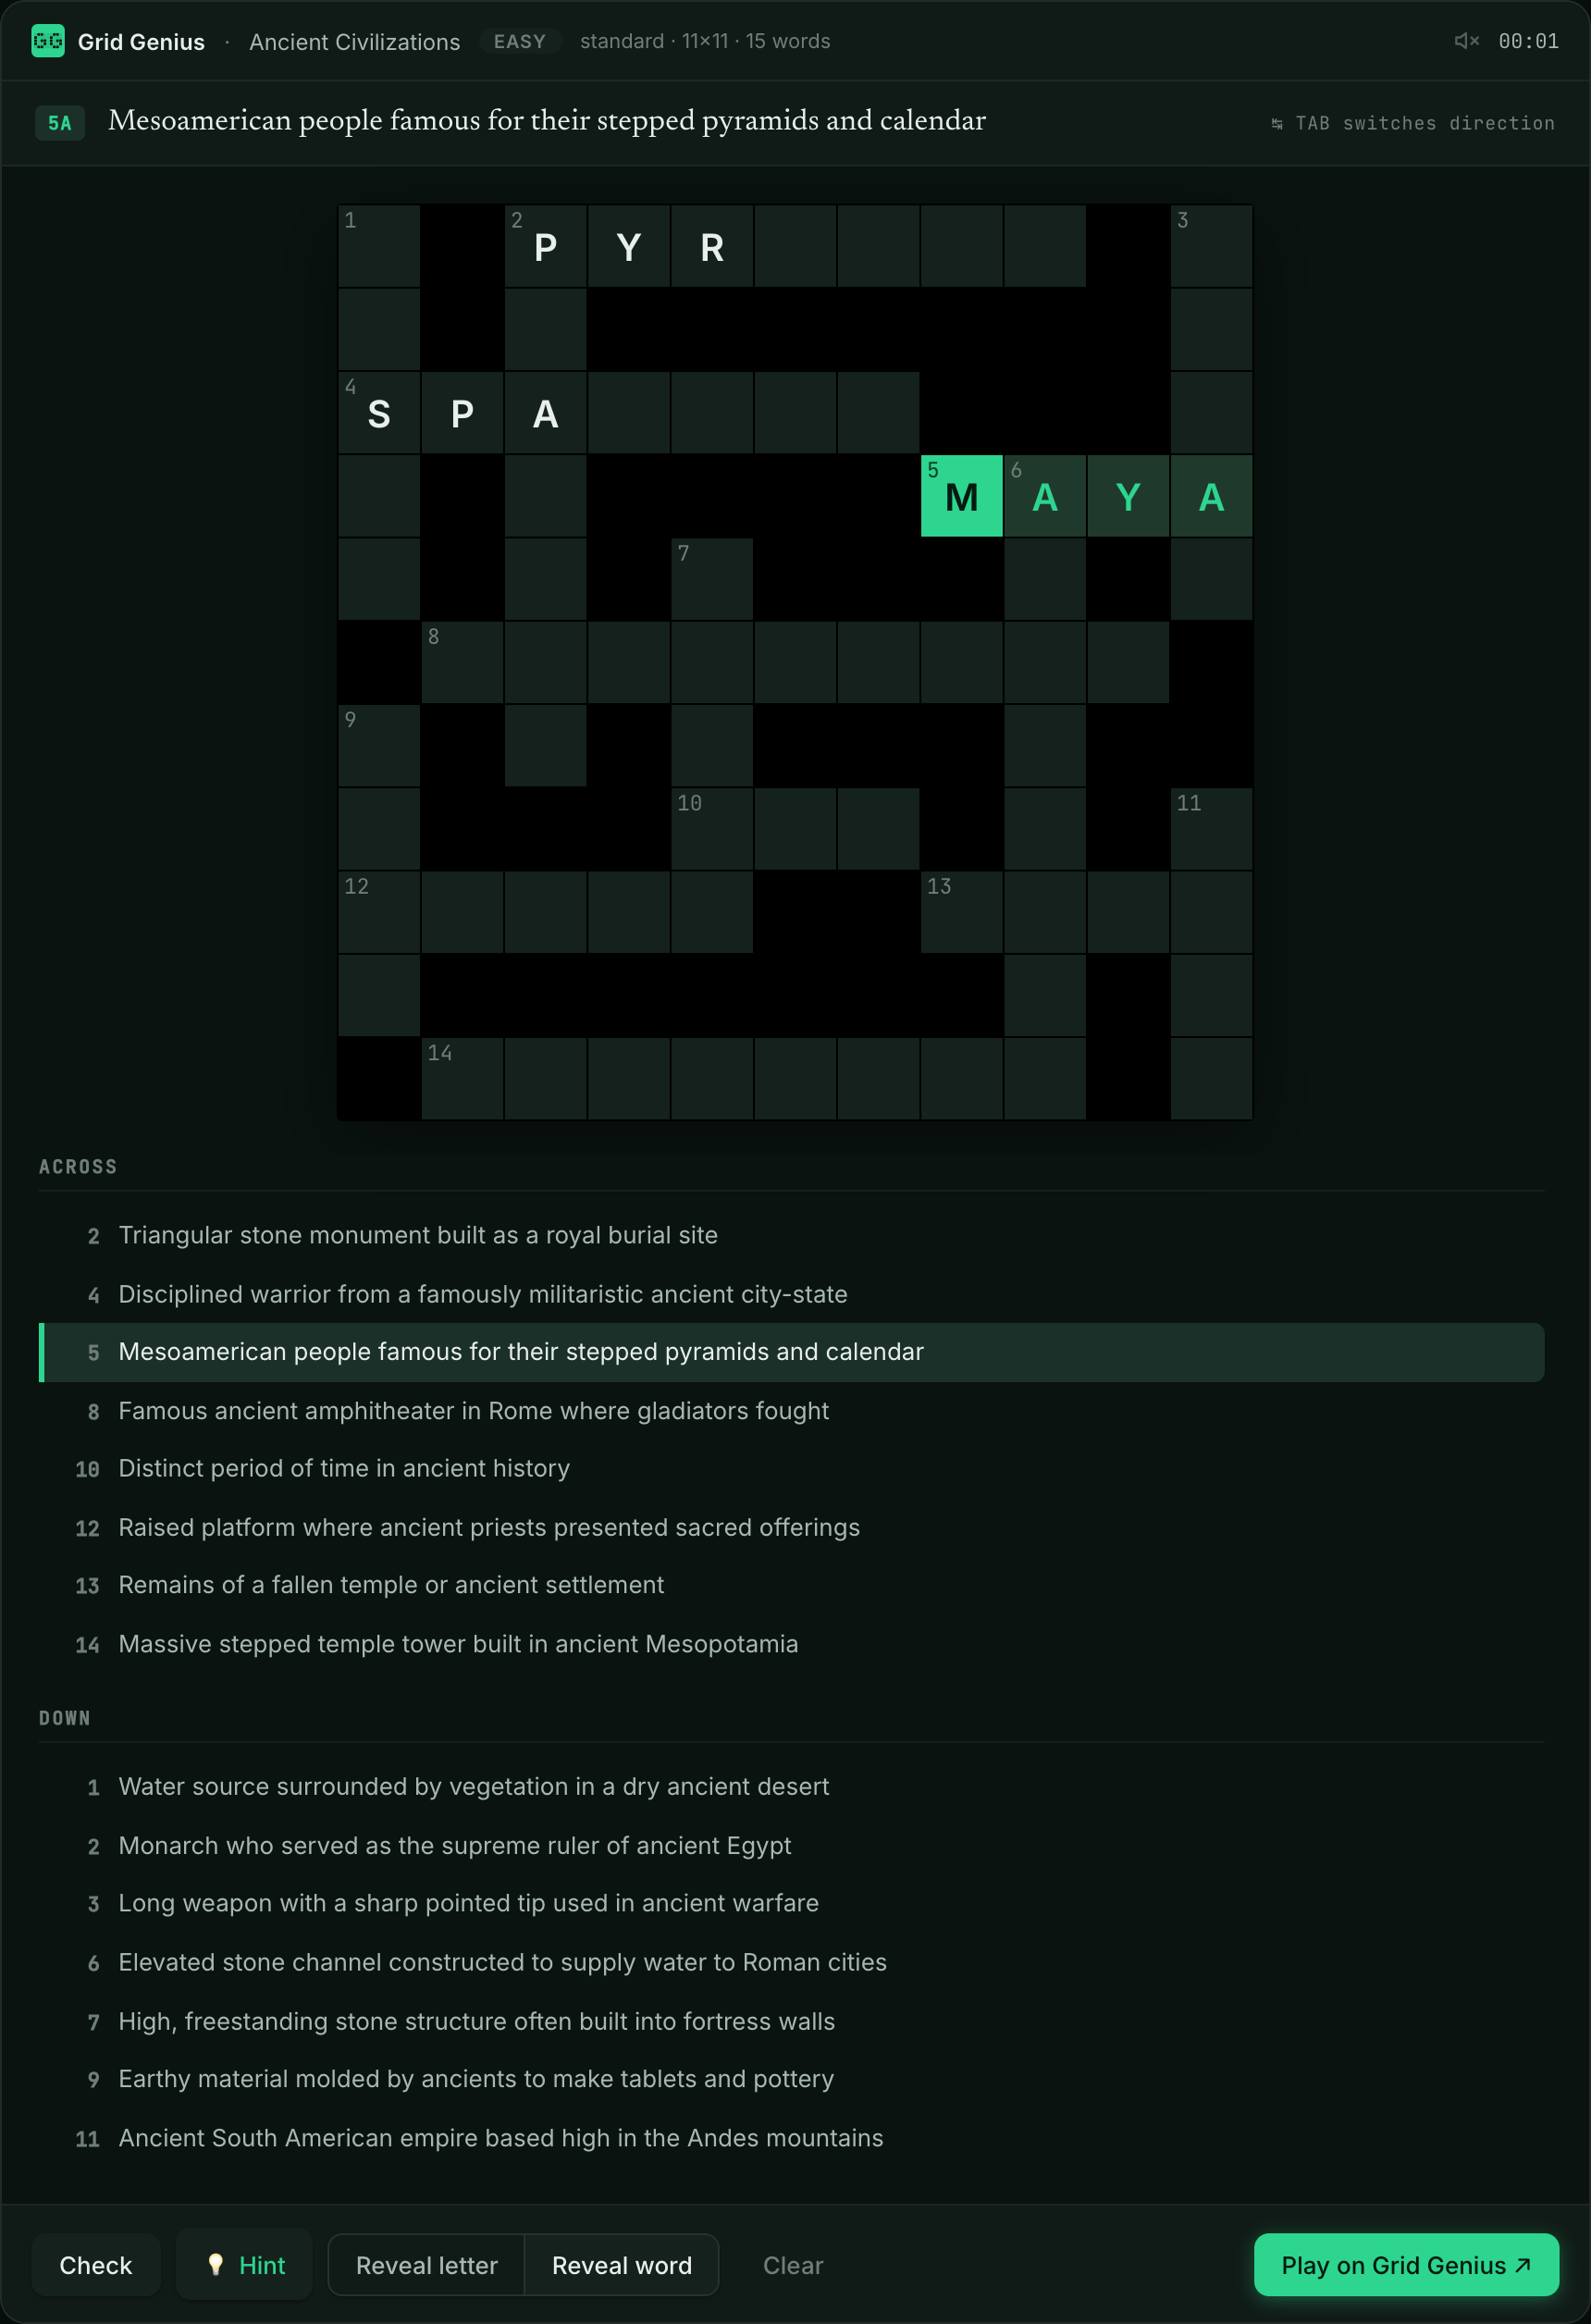 GG Grid Genius · Ancient Civilizations EASY standard · 11×11 · 15 words 00:01
5A Mesoamerican people famous for their stepped pyramids and calendar ↹ TAB switches direction
1 2 P Y R 3
4 S P A
5 M 6 A Y A
7
8
9
10 11
12 13
14
ACROSS
2 Triangular stone monument built as a royal burial site
4 Disciplined warrior from a famously militaristic ancient city-state
5 Mesoamerican people famous for their stepped pyramids and calendar
8 Famous ancient amphitheater in Rome where gladiators fought
10 Distinct period of time in ancient history
12 Raised platform where ancient priests presented sacred offerings
13 Remains of a fallen temple or ancient settlement
14 Massive stepped temple tower built in ancient Mesopotamia
DOWN
1 Water source surrounded by vegetation in a dry ancient desert
2 Monarch who served as the supreme ruler of ancient Egypt
3 Long weapon with a sharp pointed tip used in ancient warfare
6 Elevated stone channel constructed to supply water to Roman cities
7 High, freestanding stone structure often built into fortress walls
9 Earthy material molded by ancients to make tablets and pottery
11 Ancient South American empire based high in the Andes mountains
Check Hint Reveal letter Reveal word Clear Play on Grid Genius ↗